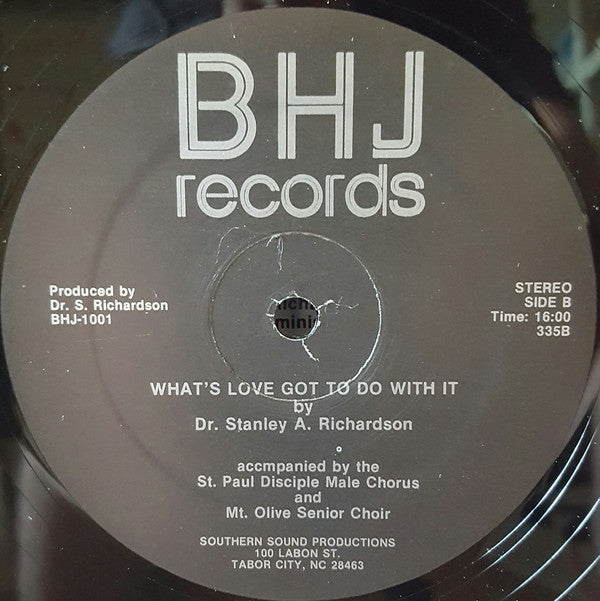 BHJ
records
Produced by
Dr. S. Richardson
BHJ-1001
STEREO
SIDE B
Time: 16:00
335B
WHAT'S LOVE GOT TO DO WITH IT
by
Dr. Stanley A. Richardson
accmpanied by the
St. Paul Disciple Male Chorus
and
Mt. Olive Senior Choir
SOUTHERN SOUND PRODUCTIONS
100 LABON ST.
TABOR CITY, NC 28463